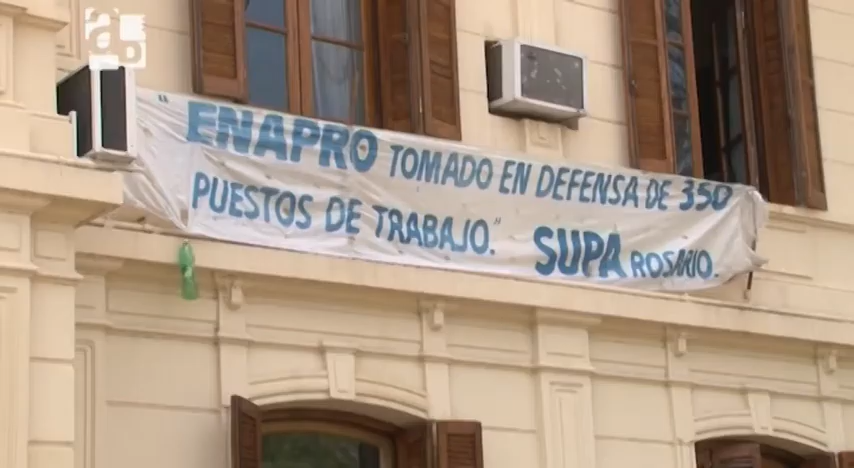 "ENAPRO TOMADO EN DEFENSA DE 350
PUESTOS DE TRABAJO." SUPA ROSARIO.